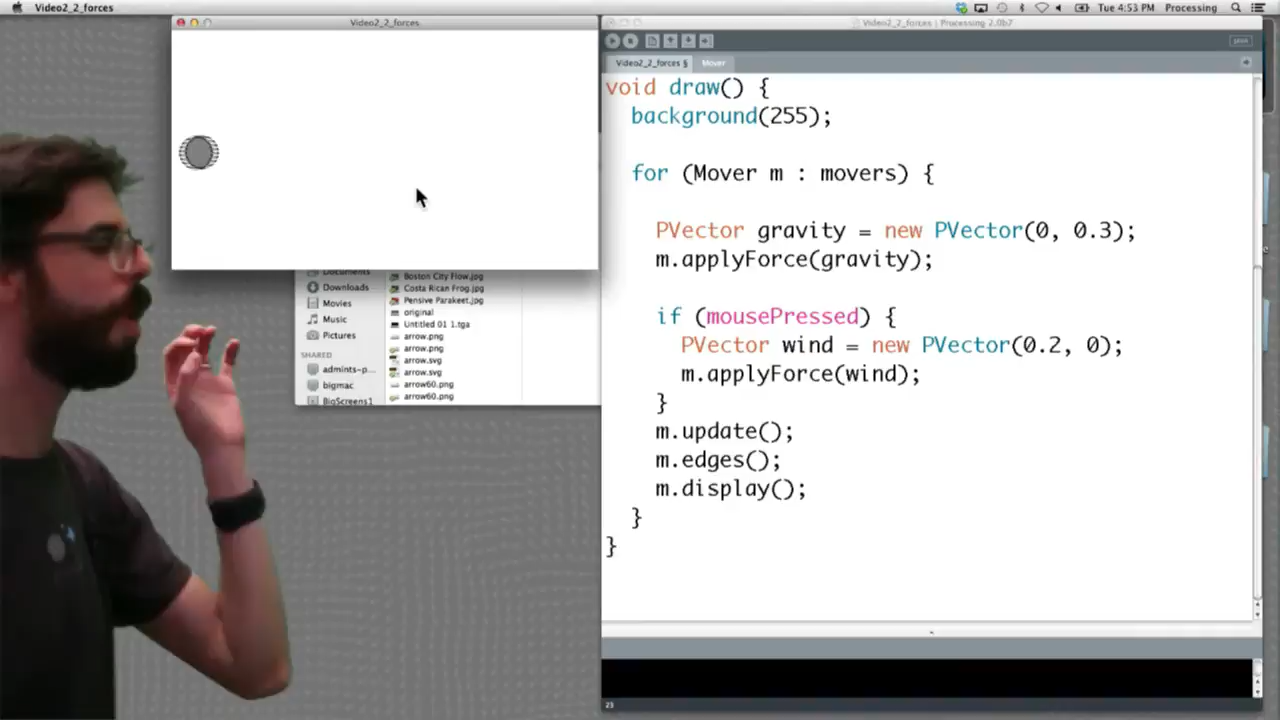 Video2_2_forces
Tue 4:53 PM Processing
Video2_2_forces
Video2_2_forces | Processing 2.0b7
Video2_2_forces §
Mover
void draw() {
background(255);
for (Mover m : movers) {
PVector gravity = new PVector(0, 0.3);
m.applyForce(gravity);
if (mousePressed) {
PVector wind = new PVector(0.2, 0);
m.applyForce(wind);
}
m.update();
m.edges();
m.display();
}
}
Documents
Downloads
Movies
Music
Pictures
SHARED
admints-p...
bigmac
BigScreens1
Boston City Flow.jpg
Costa Rican Frog.jpg
Pensive Parakeet.jpg
original
Untitled 01 1.tga
arrow.png
arrow.png
arrow.svg
arrow.svg
arrow60.png
arrow60.png
23